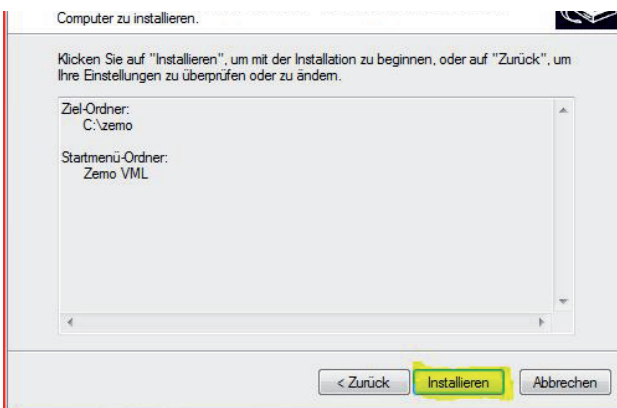 Computer zu installieren.
Klicken Sie auf "Installieren", um mit der Installation zu beginnen, oder auf "Zurück", um
Ihre Einstellungen zu überprüfen oder zu ändern.
Ziel-Ordner:
C:\zemo
Startmenü-Ordner:
Zemo VML
< Zurück
Installieren
Abbrechen